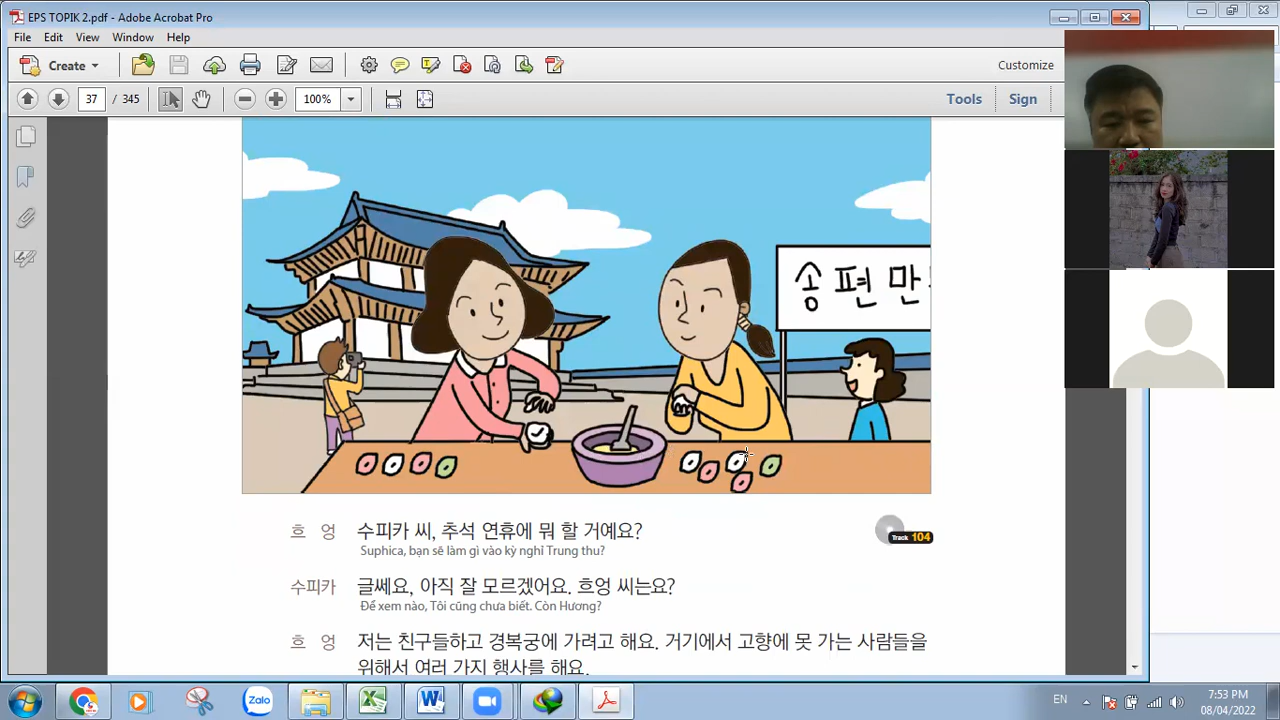 EPS TOPIK 2.pdf - Adobe Acrobat Pro
File Edit View Window Help
Create
Customize
37 / 345
100%
Tools
Sign
송편만
흐 엉 수피카 씨, 추석 연휴에 뭐 할 거예요?
Suphica, bạn sẽ làm gì vào kỳ nghỉ Trung thu?
Track 104
수피카 글쎄요, 아직 잘 모르겠어요. 흐엉 씨는요?
Để xem nào, Tôi cũng chưa biết. Còn Hương?
흐 엉 저는 친구들하고 경복궁에 가려고 해요. 거기에서 고향에 못 가는 사람들을
위해서 여러 가지 행사를 해요.
Zalo
EN
7:53 PM
08/04/2022